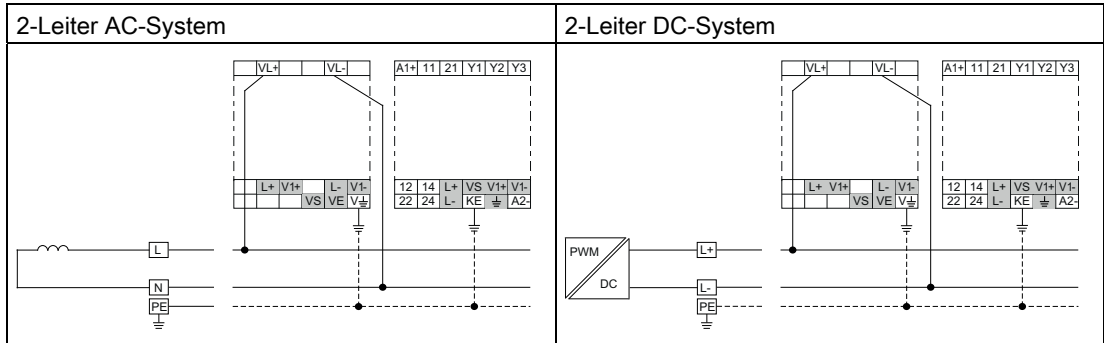 2-Leiter AC-System
VL+ VL-
A1+ 11 21 Y1 Y2 Y3
L+ V1+ L- V1-
VS VE V⏚
12 14 L+ VS V1+ V1-
22 24 L- KE ⏚ A2-
L
N
PE
2-Leiter DC-System
VL+ VL-
A1+ 11 21 Y1 Y2 Y3
L+ V1+ L- V1-
VS VE V⏚
12 14 L+ VS V1+ V1-
22 24 L- KE ⏚ A2-
PWM
DC
L+
L-
PE